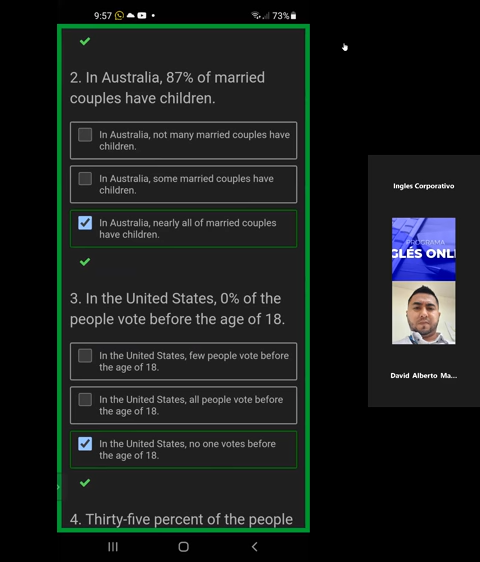 9:57
73%
2. In Australia, 87% of married
couples have children.
In Australia, not many married couples have
children.
In Australia, some married couples have
children.
In Australia, nearly all of married couples
have children.
3. In the United States, 0% of the
people vote before the age of 18.
In the United States, few people vote before
the age of 18.
In the United States, all people vote before
the age of 18.
In the United States, no one votes before
the age of 18.
4. Thirty-five percent of the people
Ingles Corporativo
PROGRAMA
GLÉS ONL
David Alberto Ma...